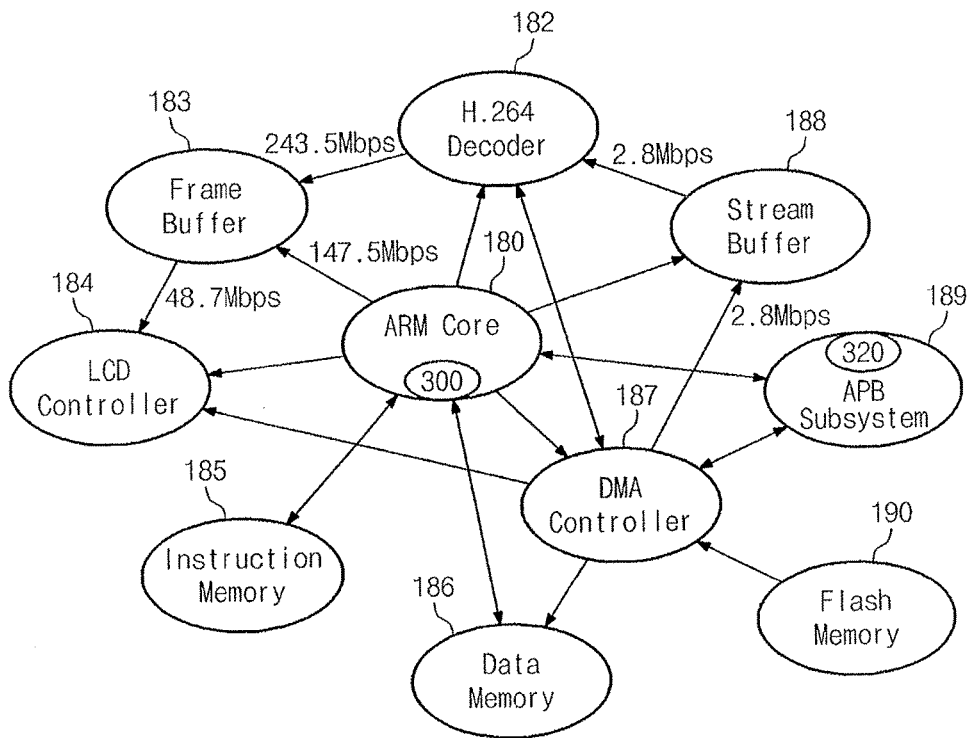 182
H.264
Decoder
183
243.5Mbps
188
2.8Mbps
Frame
Buffer
Stream
Buffer
180
147.5Mbps
184
48.7Mbps
ARM Core
2.8Mbps
189
300
320
LCD
Controller
APB
Subsystem
187
185
DMA
Controller
190
Instruction
Memory
186
Flash
Memory
Data
Memory